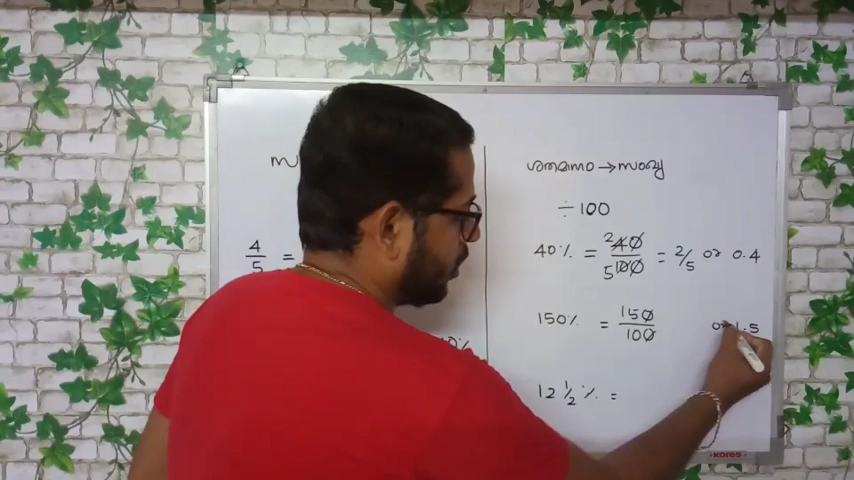 ശതമാനം → സംഖ്യ
÷ 100
4/5 =
40% = 40/100 = 2/5 or 0.4
150% = 150/100 or 1.5
12 1/2 % =
KORES